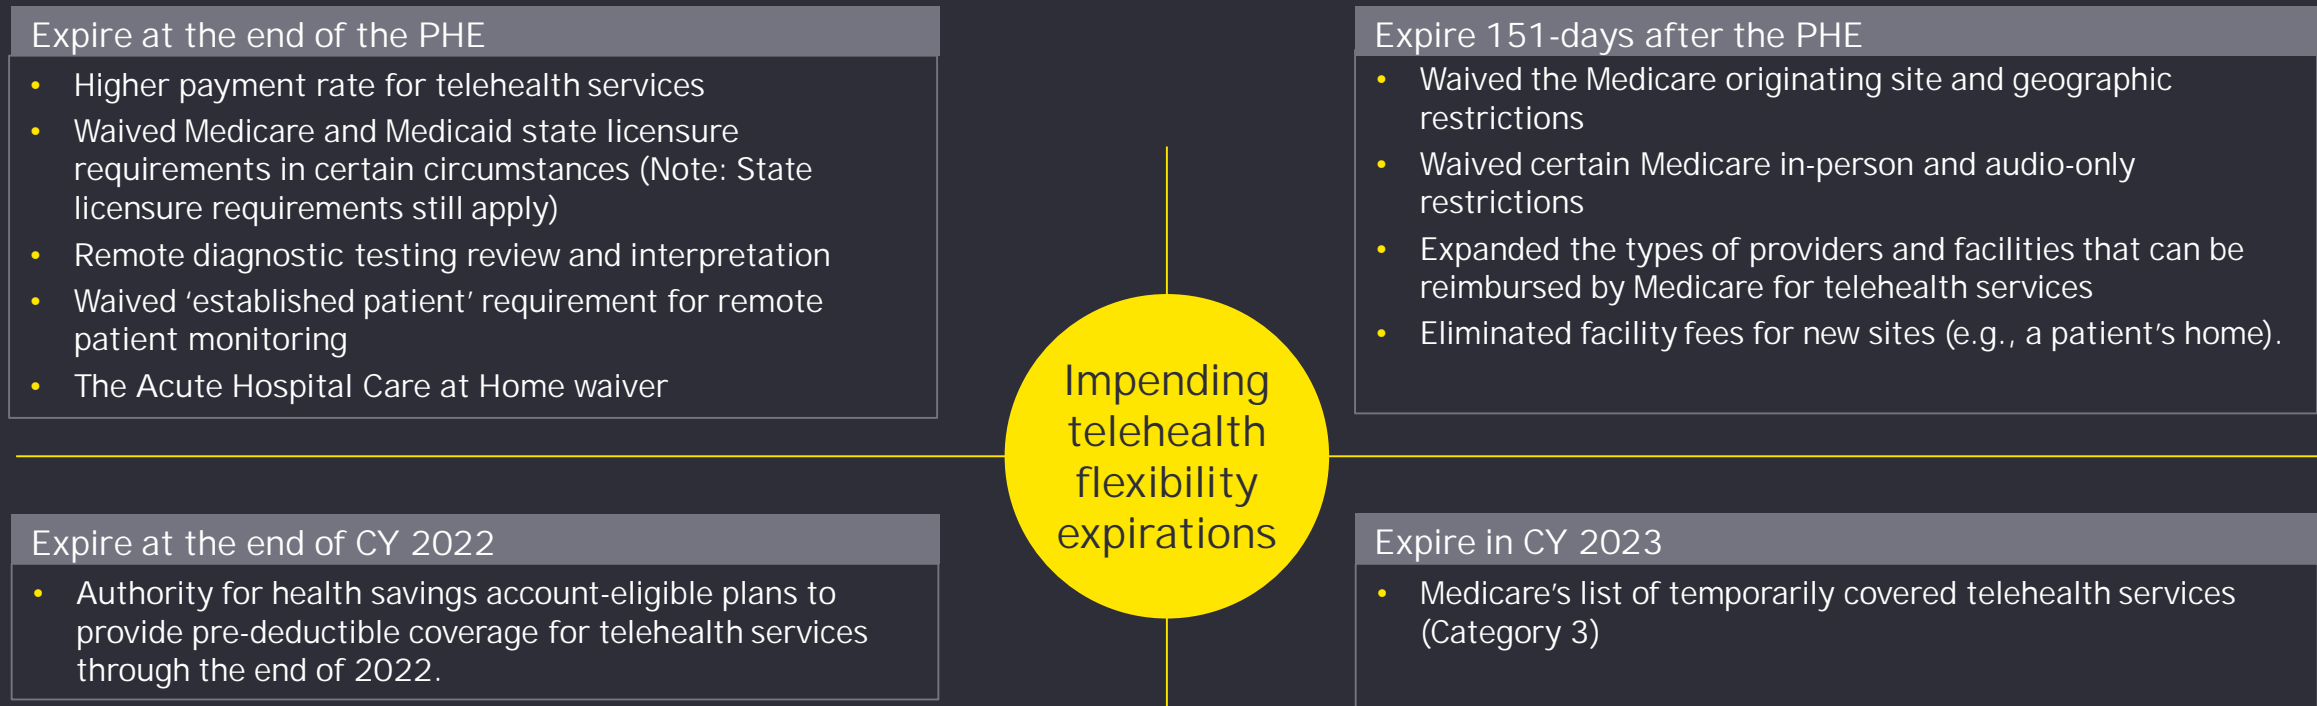 Expire at the end of the PHE
• Higher payment rate for telehealth services
• Waived Medicare and Medicaid state licensure
requirements in certain circumstances (Note: State
licensure requirements still apply)
• Remote diagnostic testing review and interpretation
• Waived ‘established patient’ requirement for remote
patient monitoring
• The Acute Hospital Care at Home waiver
Expire 151-days after the PHE
• Waived the Medicare originating site and geographic
restrictions
• Waived certain Medicare in-person and audio-only
restrictions
• Expanded the types of providers and facilities that can be
reimbursed by Medicare for telehealth services
• Eliminated facility fees for new sites (e.g., a patient’s home).
Impending
telehealth
flexibility
expirations
Expire at the end of CY 2022
• Authority for health savings account-eligible plans to
provide pre-deductible coverage for telehealth services
through the end of 2022.
Expire in CY 2023
• Medicare’s list of temporarily covered telehealth services
(Category 3)